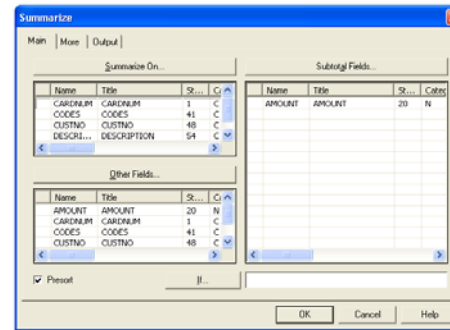 Summarize
Main More Output
Summarize On...
Name Title St... C
CARDNUM CARDNUM 1 C
CODES CODES 41 C
CUSTNO CUSTNO 48 C
DESCRI... DESCRIPTION 54 C
Other Fields...
Name Title St... C
AMOUNT AMOUNT 20 N
CARDNUM CARDNUM 1 C
CODES CODES 41 C
CUSTNO CUSTNO 48 C
Subtotal Fields...
Name Title St... Categ
AMOUNT AMOUNT 20 N
Presort If...
OK Cancel Help